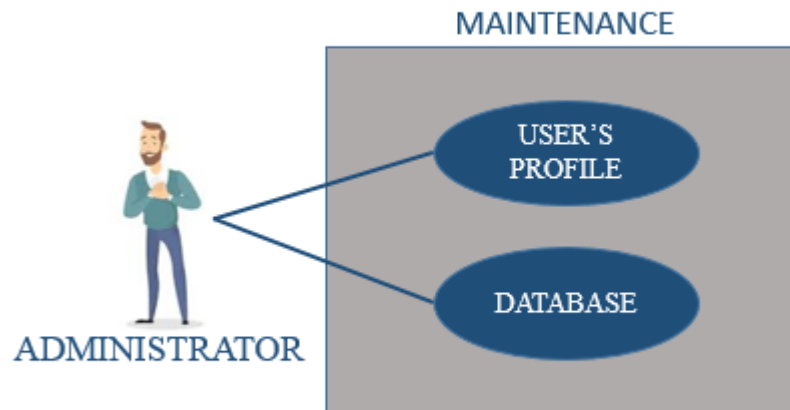 MAINTENANCE
USER’S
PROFILE
DATABASE
ADMINISTRATOR